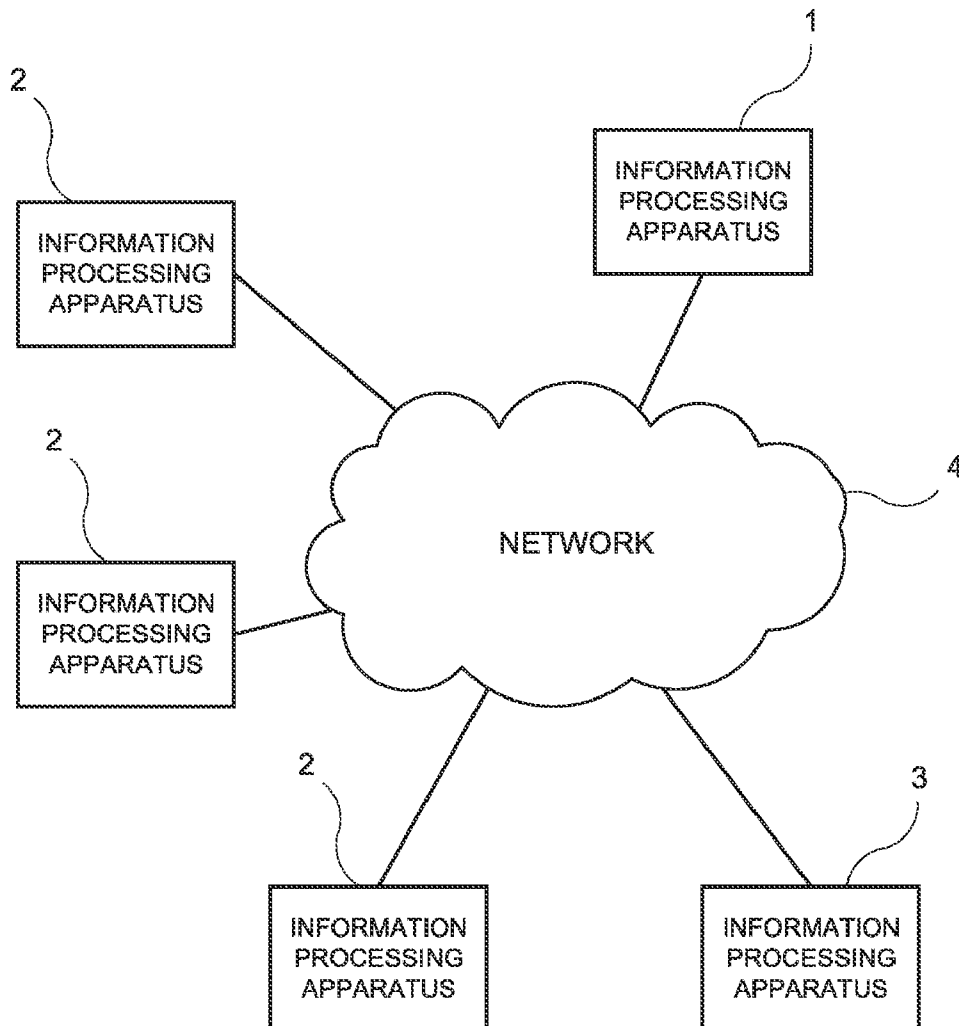 1
2
INFORMATION
PROCESSING
APPARATUS
INFORMATION
PROCESSING
APPARATUS
2
4
NETWORK
INFORMATION
PROCESSING
APPARATUS
2
3
INFORMATION
PROCESSING
APPARATUS
INFORMATION
PROCESSING
APPARATUS